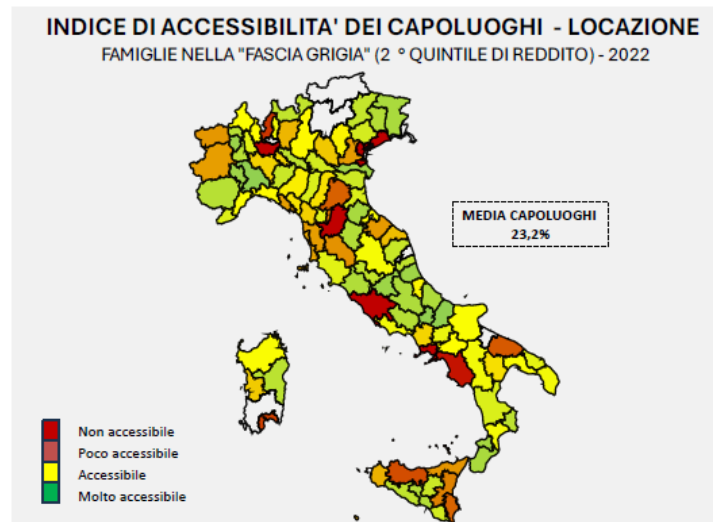 INDICE DI ACCESSIBILITA' DEI CAPOLUOGHI - LOCAZIONE
FAMIGLIE NELLA "FASCIA GRIGIA" (2 ° QUINTILE DI REDDITO) - 2022
MEDIA CAPOLUOGHI
23,2%
Non accessibile
Poco accessibile
Accessibile
Molto accessibile